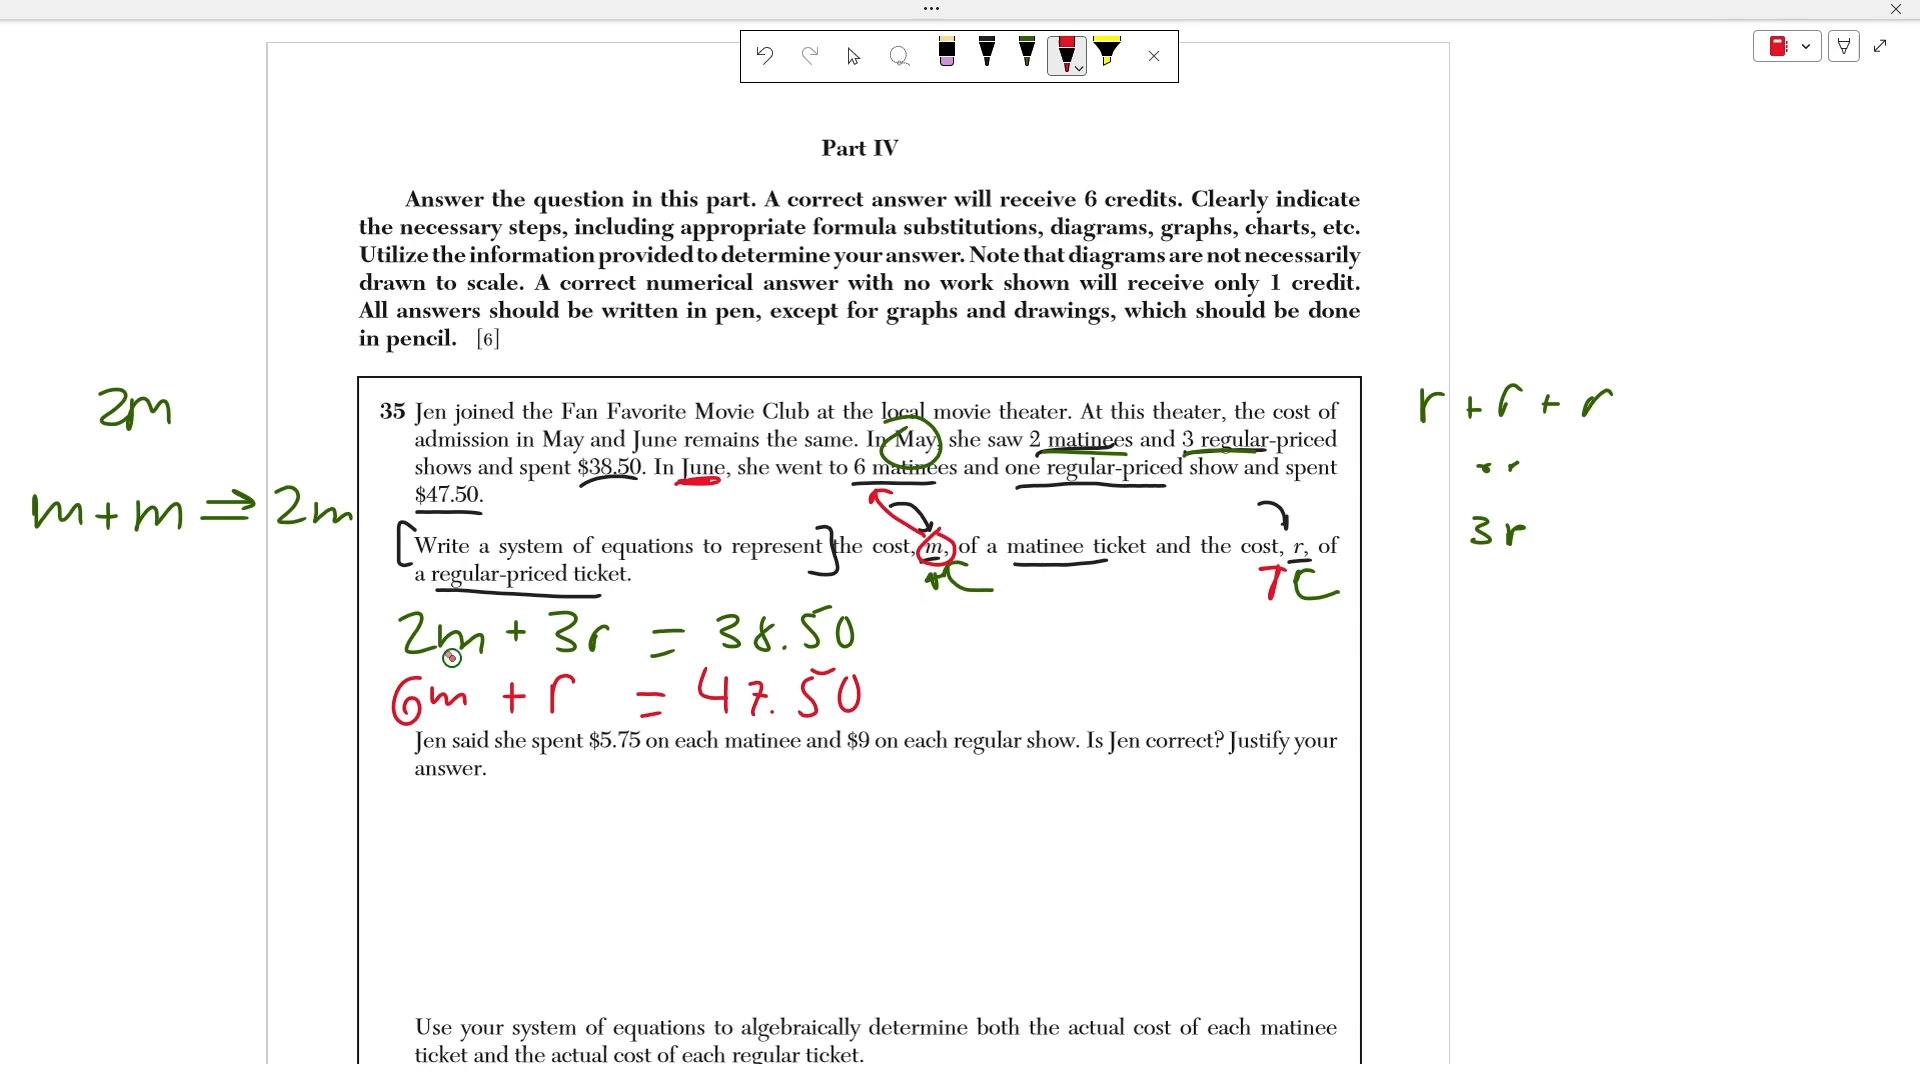 Part IV
Answer the question in this part. A correct answer will receive 6 credits. Clearly indicate
the necessary steps, including appropriate formula substitutions, diagrams, graphs, charts, etc.
Utilize the information provided to determine your answer. Note that diagrams are not necessarily
drawn to scale. A correct numerical answer with no work shown will receive only 1 credit.
All answers should be written in pen, except for graphs and drawings, which should be done
in pencil. [6]
2m
m + m ⇒ 2m
35 Jen joined the Fan Favorite Movie Club at the local movie theater. At this theater, the cost of
admission in May and June remains the same. In May, she saw 2 matinees and 3 regular-priced
shows and spent $38.50. In June, she went to 6 matinees and one regular-priced show and spent
$47.50.
r + r + r
3r
Write a system of equations to represent the cost, m, of a matinee ticket and the cost, r, of
a regular-priced ticket.
2m + 3r = 38.50
6m + r = 47.50
Jen said she spent $5.75 on each matinee and $9 on each regular show. Is Jen correct? Justify your
answer.
Use your system of equations to algebraically determine both the actual cost of each matinee
ticket and the actual cost of each regular ticket.